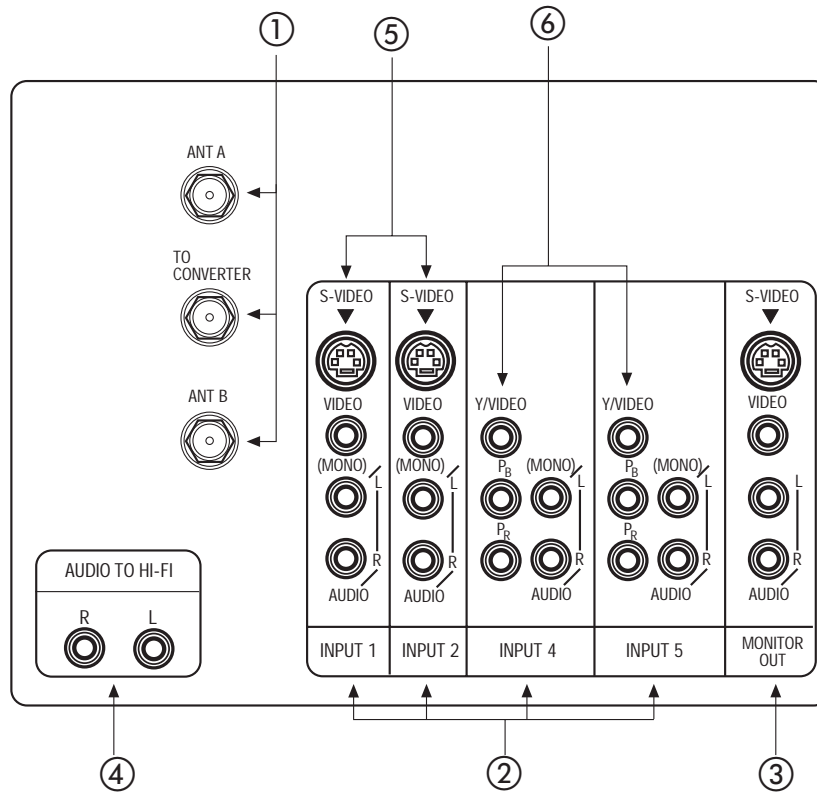 ① ⑤ ⑥
ANT A
TO
CONVERTER
ANT B
S-VIDEO S-VIDEO S-VIDEO
VIDEO VIDEO Y/VIDEO Y/VIDEO VIDEO
(MONO) (MONO) PB (MONO) PB (MONO)
L L L L L
PR PR
R R R R R
AUDIO AUDIO AUDIO AUDIO AUDIO
AUDIO TO HI-FI
R L
INPUT 1 INPUT 2 INPUT 4 INPUT 5 MONITOR
OUT
④ ② ③